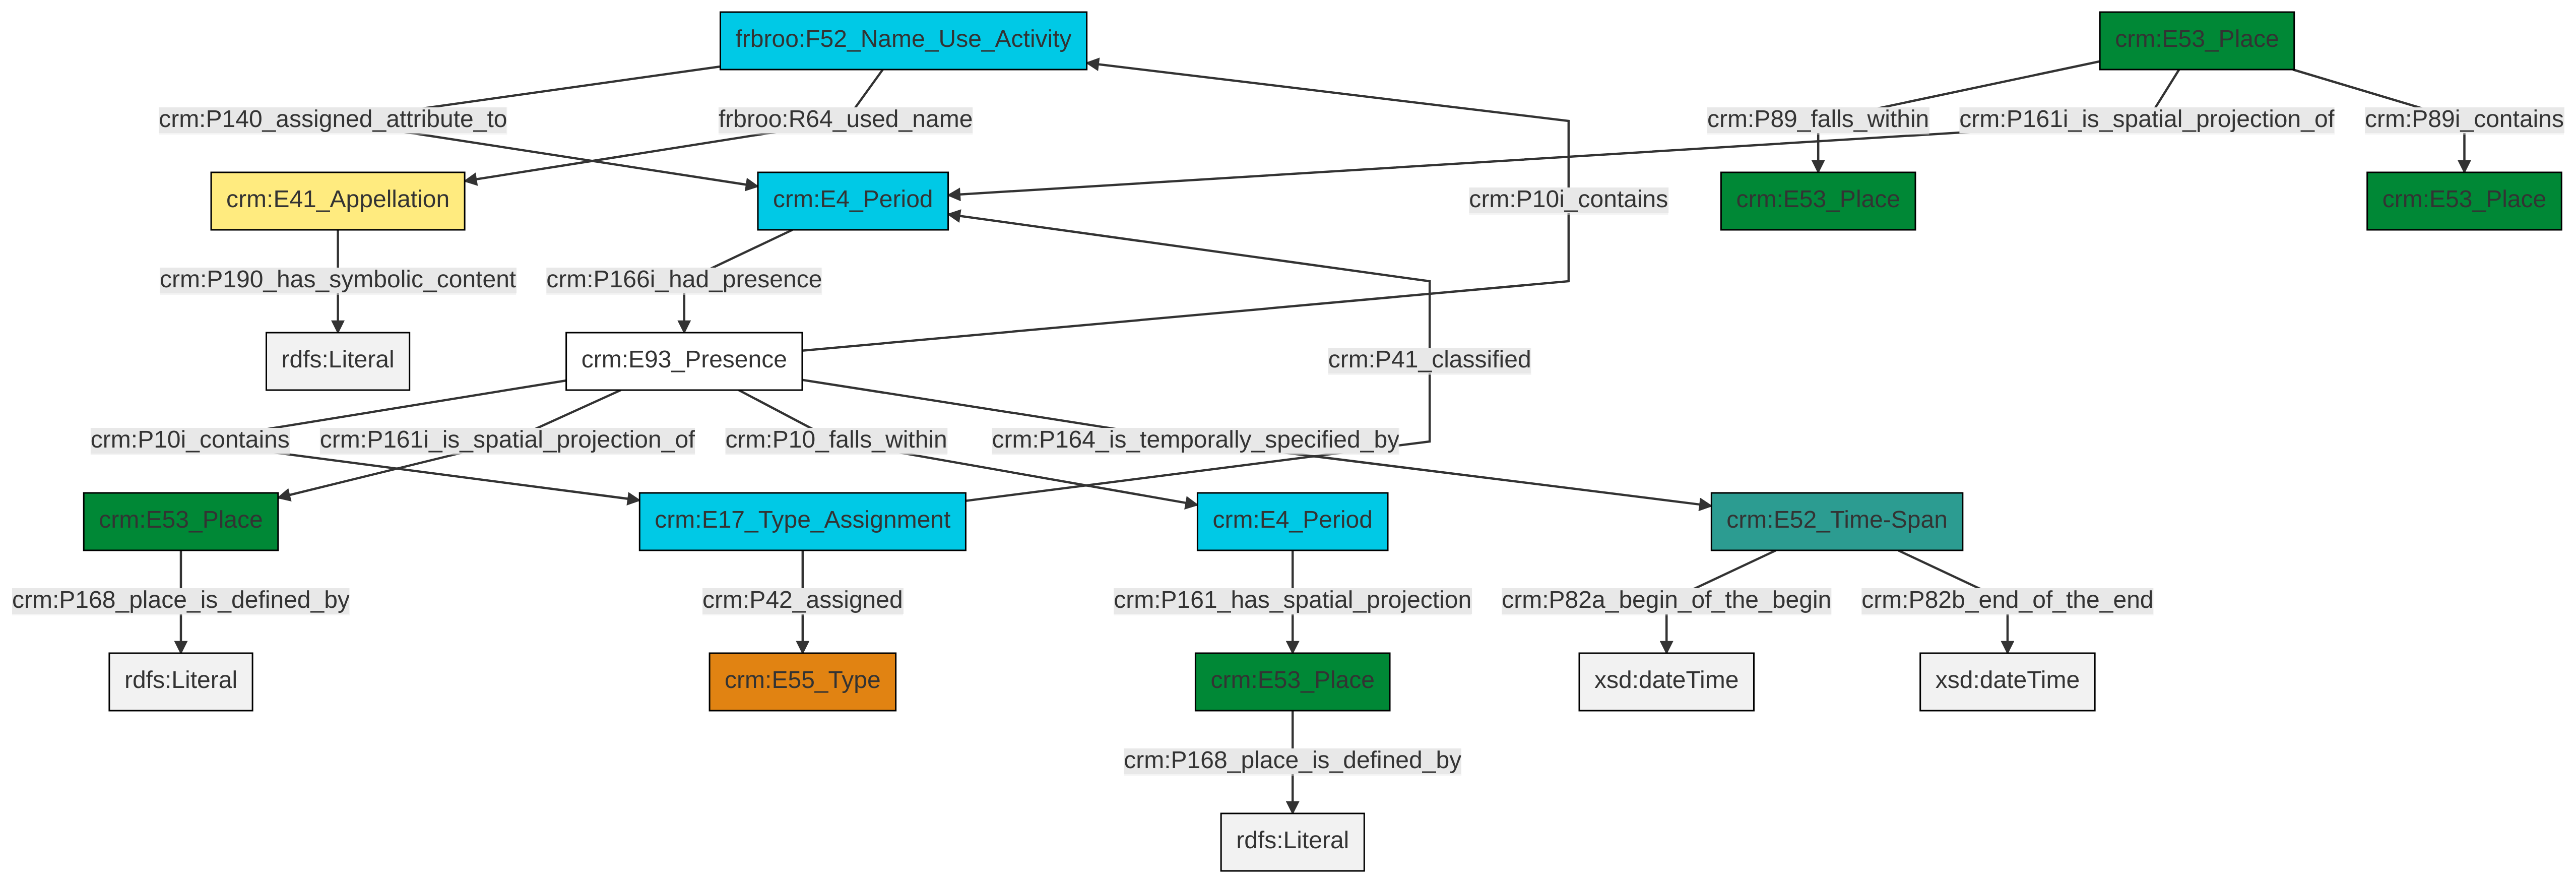 frbroo:F52_Name_Use_Activity
crm:E53_Place
crm:P140_assigned_attribute_to
frbroo:R64_used_name
crm:P89_falls_within
crm:P161i_is_spatial_projection_of
crm:P89i_contains
crm:E41_Appellation
crm:E4_Period
crm:P10i_contains
crm:E53_Place
crm:E53_Place
crm:P190_has_symbolic_content
crm:P166i_had_presence
rdfs:Literal
crm:E93_Presence
crm:P41_classified
crm:P10i_contains
crm:P161i_is_spatial_projection_of
crm:P10_falls_within
crm:P164_is_temporally_specified_by
crm:E53_Place
crm:E17_Type_Assignment
crm:E4_Period
crm:E52_Time-Span
crm:P168_place_is_defined_by
crm:P42_assigned
crm:P161_has_spatial_projection
crm:P82a_begin_of_the_begin
crm:P82b_end_of_the_end
rdfs:Literal
crm:E55_Type
crm:E53_Place
xsd:dateTime
xsd:dateTime
crm:P168_place_is_defined_by
rdfs:Literal